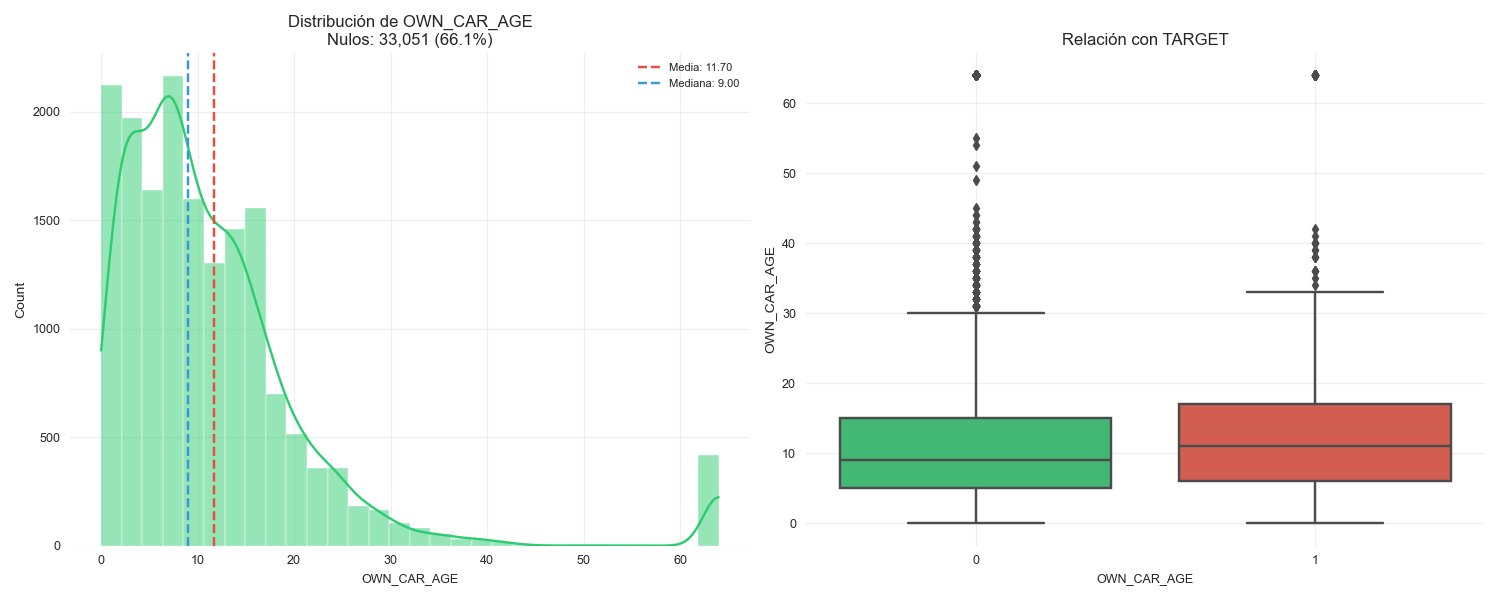 Distribución de OWN_CAR_AGE
Nulos: 33,051 (66.1%)
Media: 11.70
Mediana: 9.00
Count
2000
1500
1000
500
0
0 10 20 30 40 50 60
OWN_CAR_AGE
Relación con TARGET
OWN_CAR_AGE
60
50
40
30
20
10
0
0 1
OWN_CAR_AGE